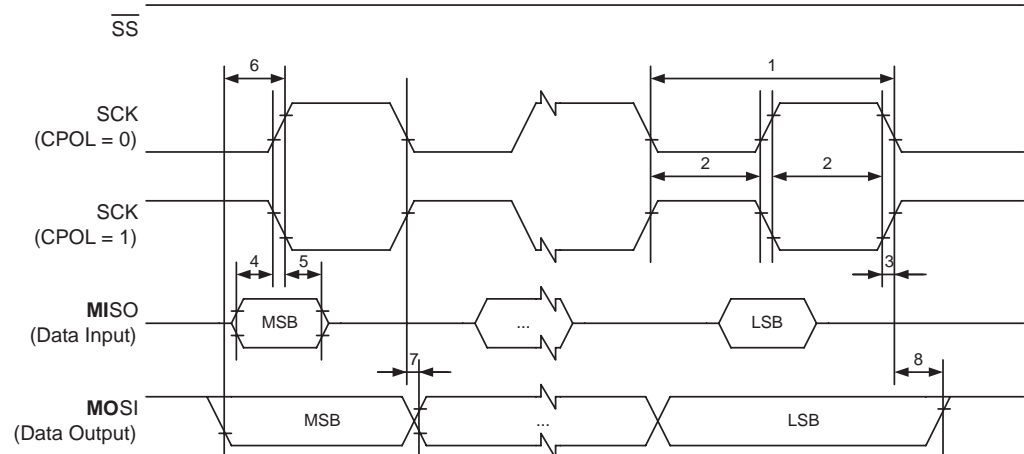 SS
6
1
SCK
(CPOL = 0)
2
2
SCK
(CPOL = 1)
4
5
3
MISO
(Data Input)
MSB
...
LSB
7
8
MOSI
(Data Output)
MSB
...
LSB